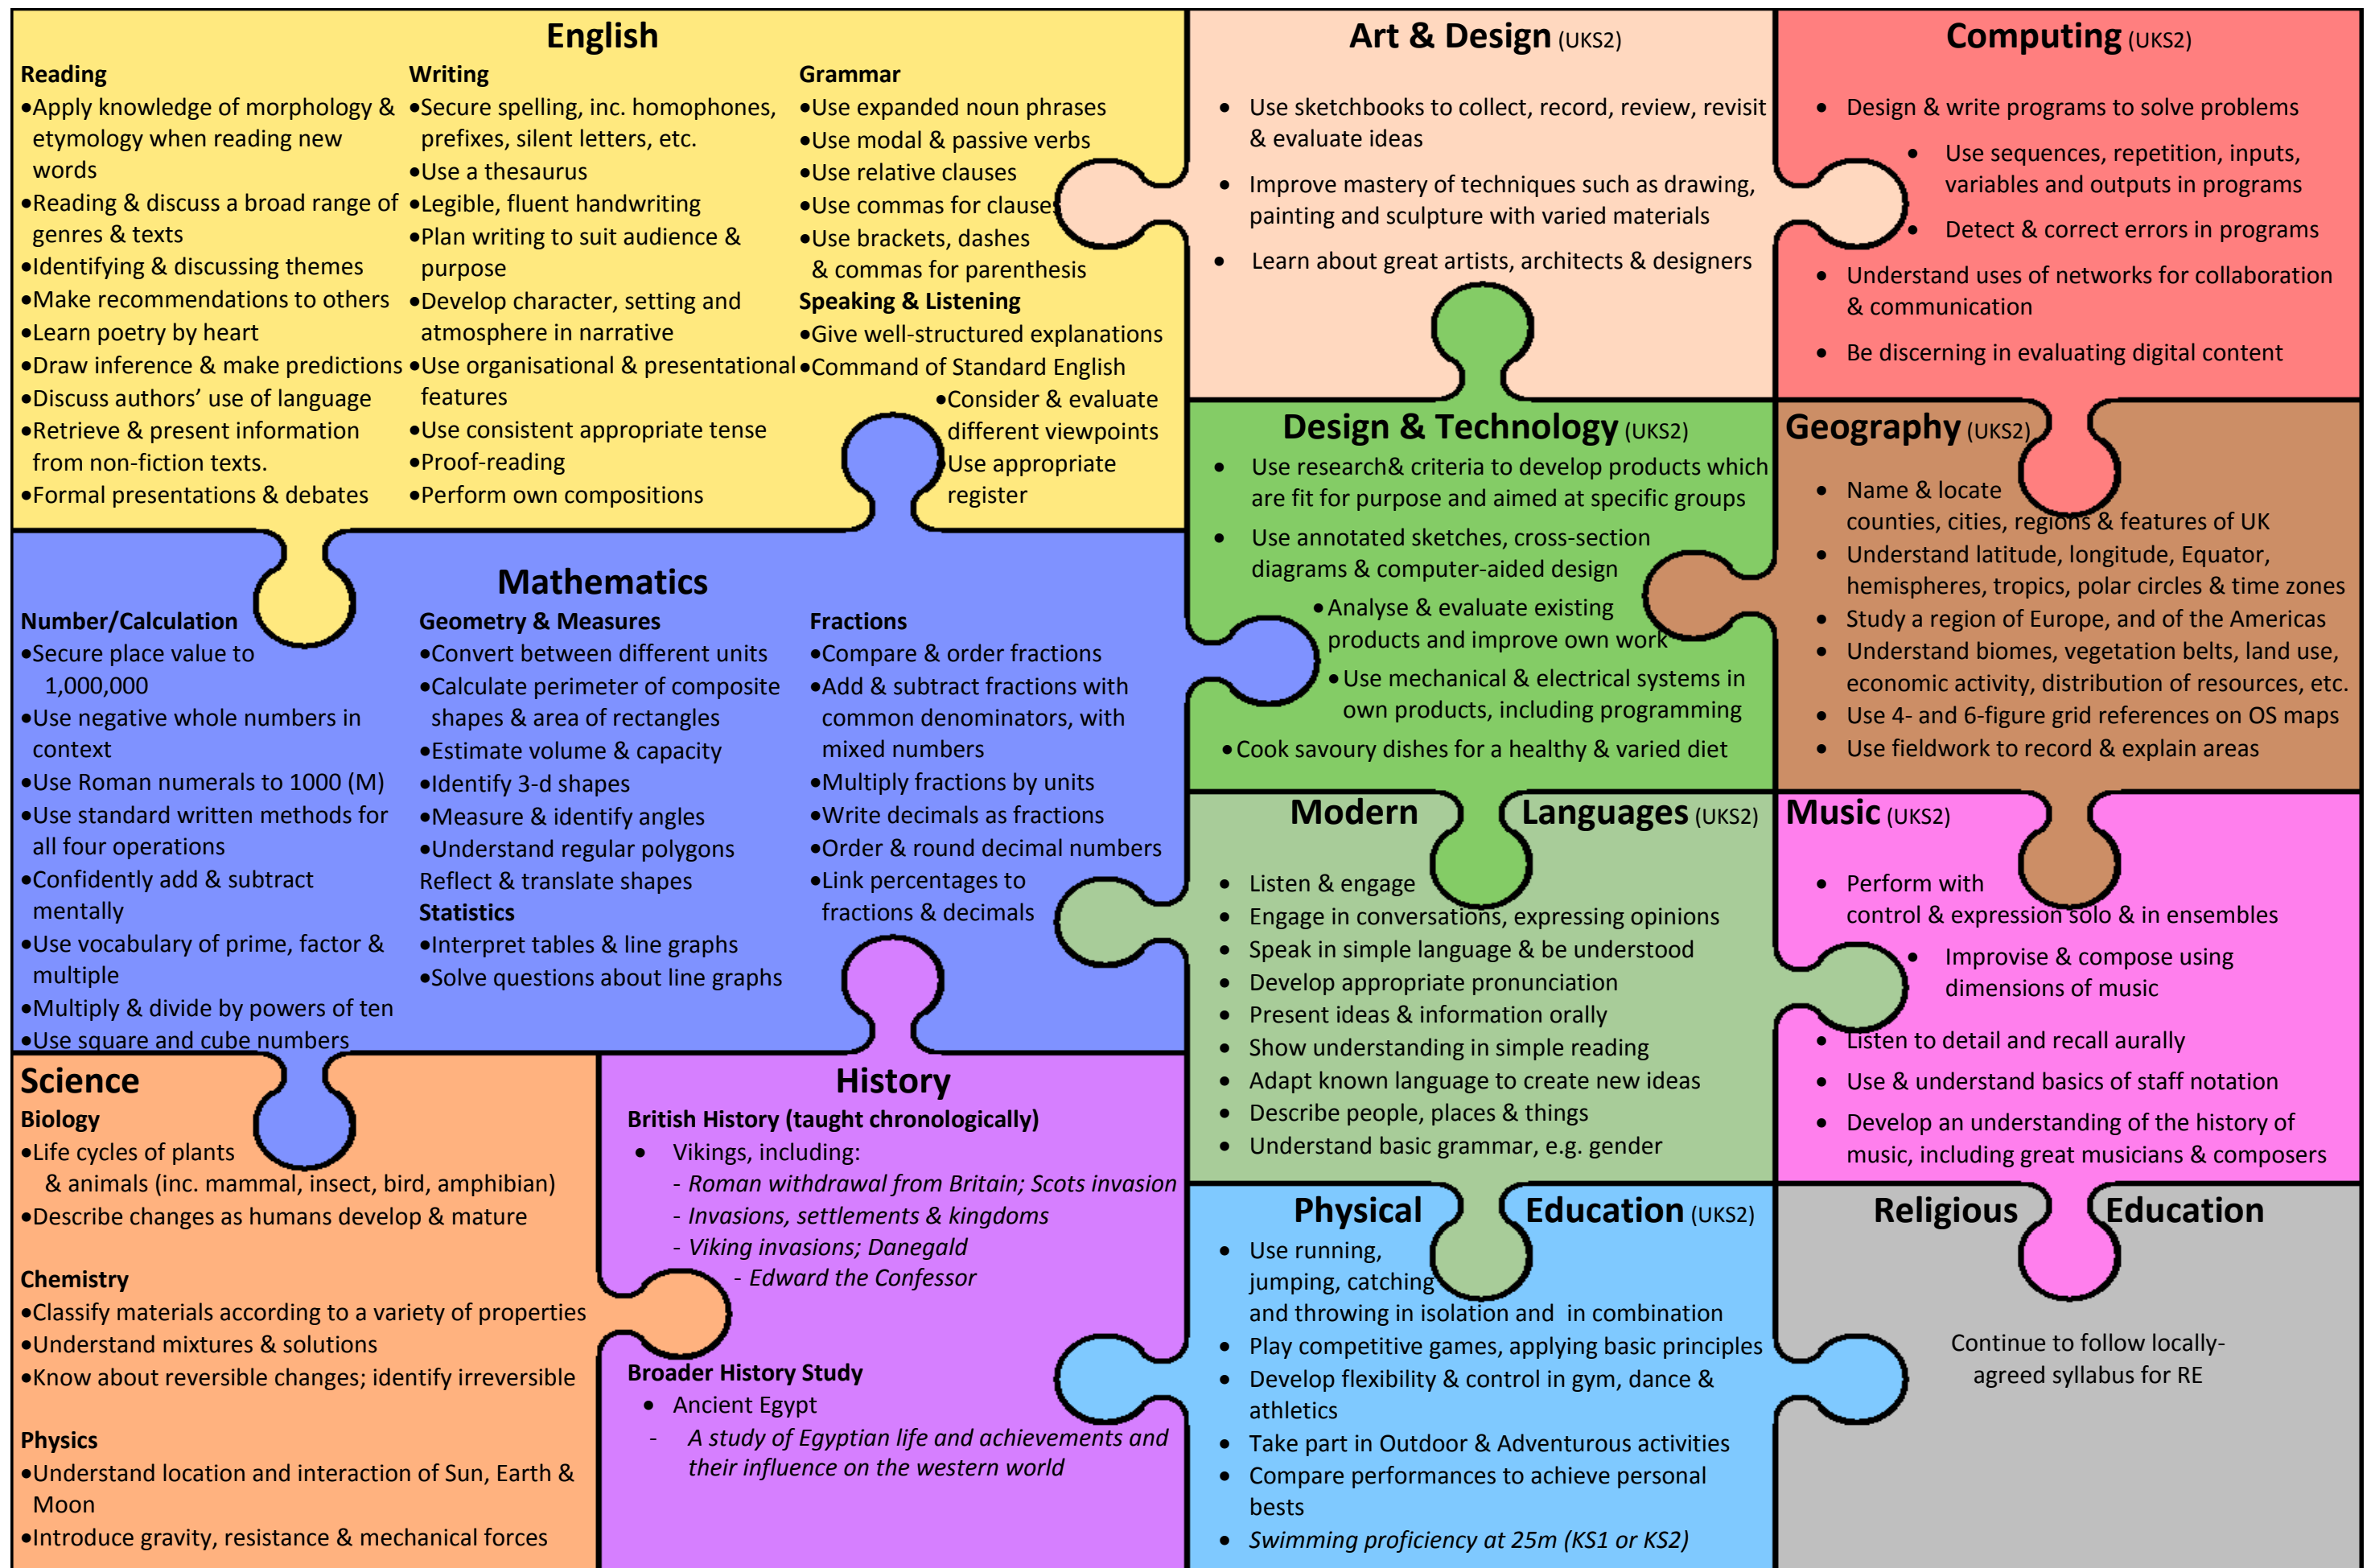 English
Reading
•Apply knowledge of morphology &
etymology when reading new
words
•Reading & discuss a broad range of
genres & texts
•Identifying & discussing themes
•Make recommendations to others
•Learn poetry by heart
•Draw inference & make predictions
•Discuss authors’ use of language
•Retrieve & present information
from non-fiction texts.
•Formal presentations & debates
Writing
•Secure spelling, inc. homophones,
prefixes, silent letters, etc.
•Use a thesaurus
•Legible, fluent handwriting
•Plan writing to suit audience &
purpose
•Develop character, setting and
atmosphere in narrative
•Use organisational & presentational
features
•Use consistent appropriate tense
•Proof-reading
•Perform own compositions
Grammar
•Use expanded noun phrases
•Use modal & passive verbs
•Use relative clauses
•Use commas for clauses
•Use brackets, dashes
& commas for parenthesis
Speaking & Listening
•Give well-structured explanations
•Command of Standard English
•Consider & evaluate
different viewpoints
•Use appropriate
register
Art & Design (UKS2)
• Use sketchbooks to collect, record, review, revisit
& evaluate ideas
• Improve mastery of techniques such as drawing,
painting and sculpture with varied materials
• Learn about great artists, architects & designers
Computing (UKS2)
• Design & write programs to solve problems
• Use sequences, repetition, inputs,
variables and outputs in programs
• Detect & correct errors in programs
• Understand uses of networks for collaboration
& communication
• Be discerning in evaluating digital content
Design & Technology (UKS2)
• Use research& criteria to develop products which
are fit for purpose and aimed at specific groups
• Use annotated sketches, cross-section
diagrams & computer-aided design
•Analyse & evaluate existing
products and improve own work
•Use mechanical & electrical systems in
own products, including programming
•Cook savoury dishes for a healthy & varied diet
Geography (UKS2)
• Name & locate
counties, cities, regions & features of UK
• Understand latitude, longitude, Equator,
hemispheres, tropics, polar circles & time zones
• Study a region of Europe, and of the Americas
• Understand biomes, vegetation belts, land use,
economic activity, distribution of resources, etc.
• Use 4- and 6-figure grid references on OS maps
• Use fieldwork to record & explain areas
Mathematics
Number/Calculation
•Secure place value to
1,000,000
•Use negative whole numbers in
context
•Use Roman numerals to 1000 (M)
•Use standard written methods for
all four operations
•Confidently add & subtract
mentally
•Use vocabulary of prime, factor &
multiple
•Multiply & divide by powers of ten
•Use square and cube numbers
Geometry & Measures
•Convert between different units
•Calculate perimeter of composite
shapes & area of rectangles
•Estimate volume & capacity
•Identify 3-d shapes
•Measure & identify angles
•Understand regular polygons
Reflect & translate shapes
Statistics
•Interpret tables & line graphs
•Solve questions about line graphs
Fractions
•Compare & order fractions
•Add & subtract fractions with
common denominators, with
mixed numbers
•Multiply fractions by units
•Write decimals as fractions
•Order & round decimal numbers
•Link percentages to
fractions & decimals
Modern Languages (UKS2)
• Listen & engage
• Engage in conversations, expressing opinions
• Speak in simple language & be understood
• Develop appropriate pronunciation
• Present ideas & information orally
• Show understanding in simple reading
• Adapt known language to create new ideas
• Describe people, places & things
• Understand basic grammar, e.g. gender
Music (UKS2)
• Perform with
control & expression solo & in ensembles
• Improvise & compose using
dimensions of music
• Listen to detail and recall aurally
• Use & understand basics of staff notation
• Develop an understanding of the history of
music, including great musicians & composers
Science
Biology
•Life cycles of plants
& animals (inc. mammal, insect, bird, amphibian)
•Describe changes as humans develop & mature
Chemistry
•Classify materials according to a variety of properties
•Understand mixtures & solutions
•Know about reversible changes; identify irreversible
Physics
•Understand location and interaction of Sun, Earth &
Moon
•Introduce gravity, resistance & mechanical forces
History
British History (taught chronologically)
• Vikings, including:
- Roman withdrawal from Britain; Scots invasion
- Invasions, settlements & kingdoms
- Viking invasions; Danegald
- Edward the Confessor
Broader History Study
• Ancient Egypt
- A study of Egyptian life and achievements and
their influence on the western world
Physical Education (UKS2)
• Use running,
jumping, catching
and throwing in isolation and in combination
• Play competitive games, applying basic principles
• Develop flexibility & control in gym, dance &
athletics
• Take part in Outdoor & Adventurous activities
• Compare performances to achieve personal
bests
• Swimming proficiency at 25m (KS1 or KS2)
Religious Education
Continue to follow locally-
agreed syllabus for RE